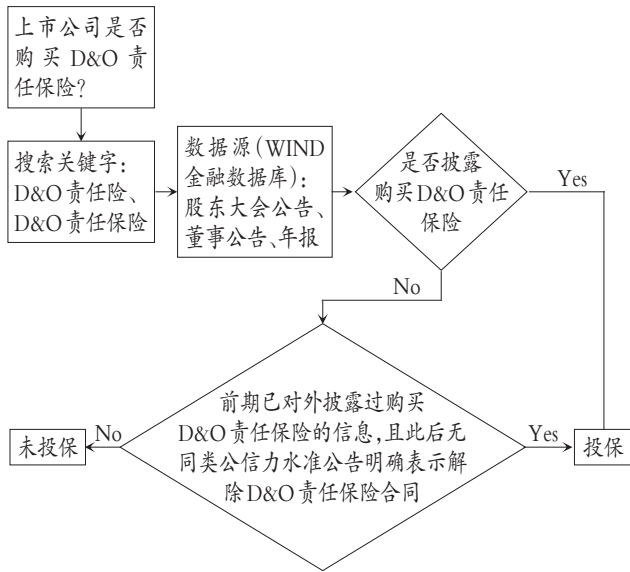 上市公司是否
购买 D&O 责
任保险?
搜索关键字:
D&O责任险、
D&O责任保险
数据源(WIND
金融数据库):
股东大会公告、
董事公告、年报
是否披露
购买D&O责任
保险
Yes
No
前期已对外披露过购买
D&O责任保险的信息,且此后无
同类公信力水准公告明确表示解
除D&O责任保险合同
No
未投保
Yes
投保